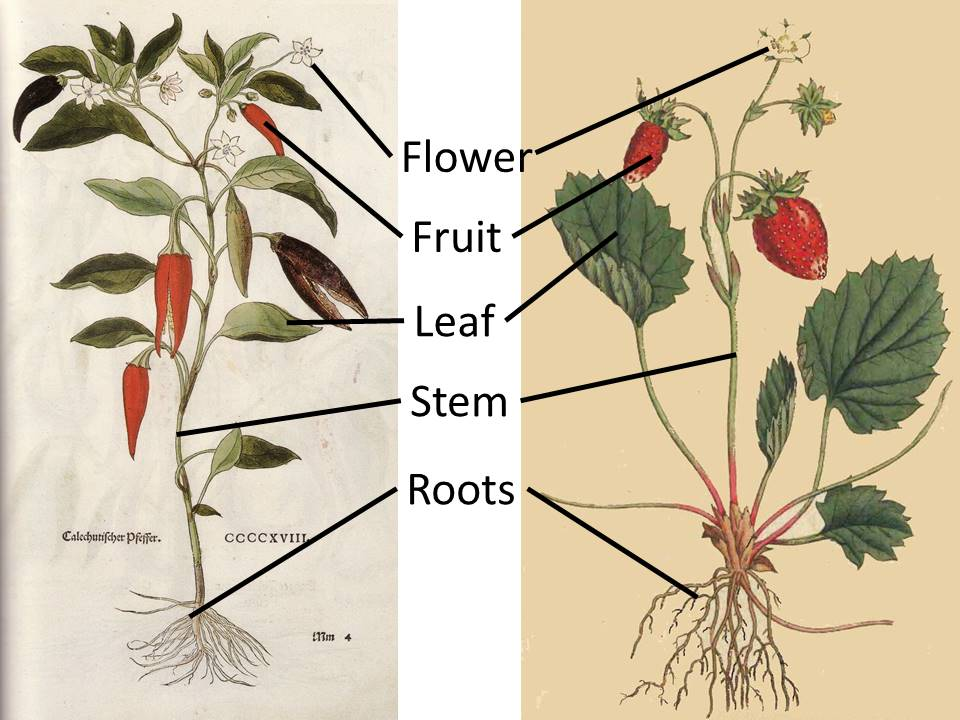 Flower
Fruit
Leaf
Stem
Roots
Calechutischer Pfeffer.
CCCCXVIII.
Mm 4